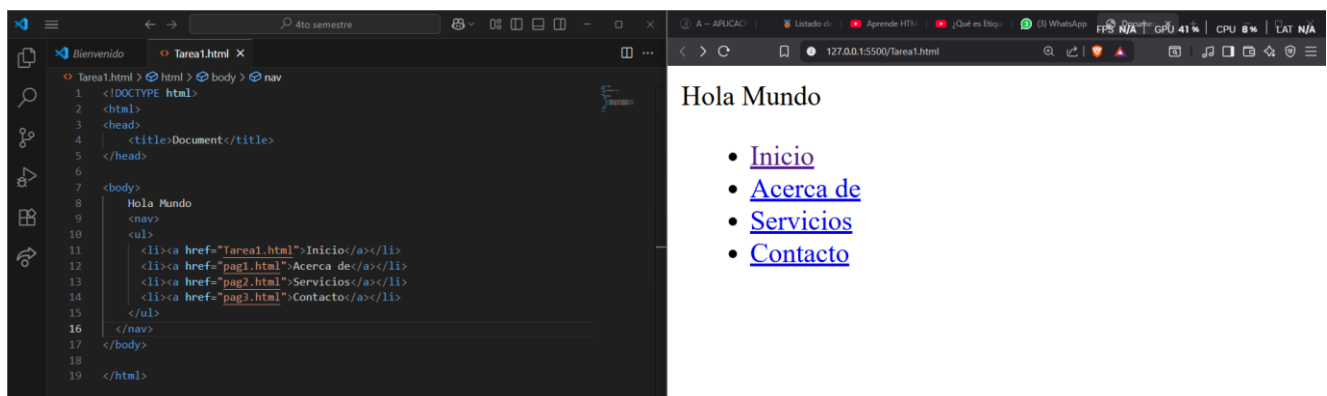 4to semestre
Bienvenido
Tarea1.html
Tarea1.html > html > body > nav
1 <!DOCTYPE html>
2 <html>
3 <head>
4 <title>Document</title>
5 </head>
6
7 <body>
8 Hola Mundo
9 <nav>
10 <ul>
11 <li><a href="Tarea1.html">Inicio</a></li>
12 <li><a href="pag1.html">Acerca de</a></li>
13 <li><a href="pag2.html">Servicios</a></li>
14 <li><a href="pag3.html">Contacto</a></li>
15 </ul>
16 </nav>
17 </body>
18
19 </html>
A — APLICACI
Listado de
Aprende HTM
¿Qué es Etiqu
(3) WhatsApp
FPS N/A GPU 41% CPU 8% LAT N/A
127.0.0.1:5500/Tarea1.html
Hola Mundo
Inicio
Acerca de
Servicios
Contacto